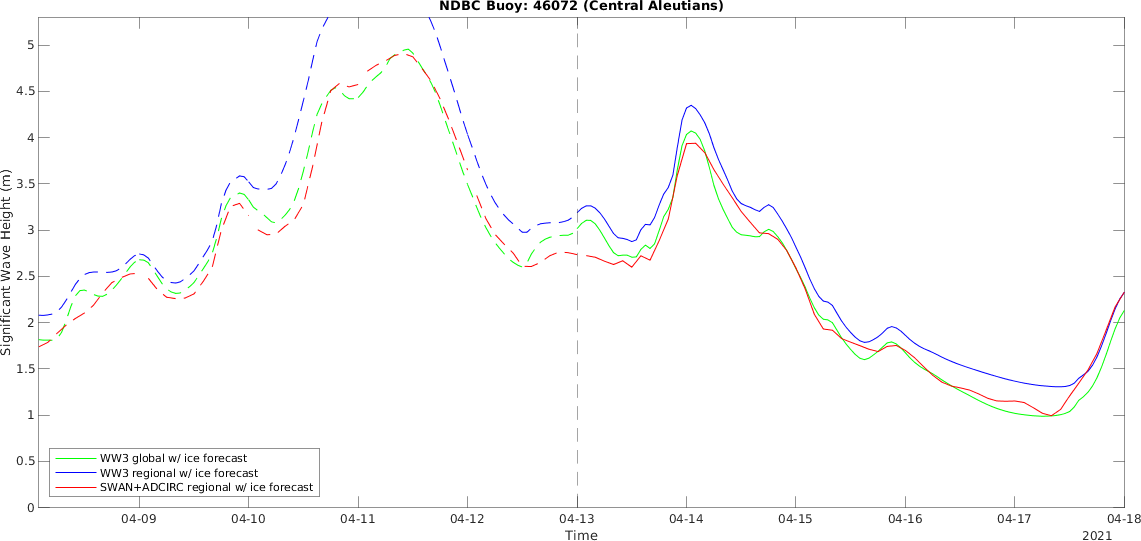 NDBC Buoy: 46072 (Central Aleutians)
Significant Wave Height (m)
5
4.5
4
3.5
3
2.5
2
1.5
1
0.5
0
WW3 global w/ ice forecast
WW3 regional w/ ice forecast
SWAN+ADCIRC regional w/ ice forecast
04-09 04-10 04-11 04-12 04-13 04-14 04-15 04-16 04-17 04-18
Time
2021